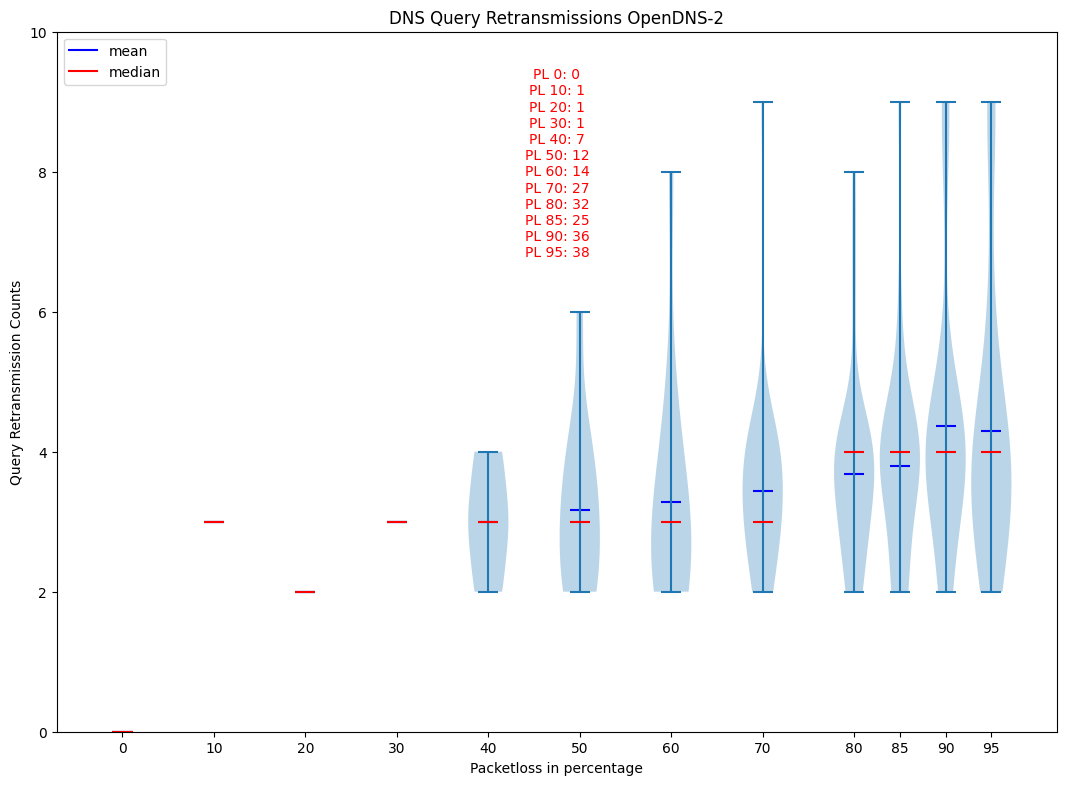 DNS Query Retransmissions OpenDNS-2
mean
median
PL 0: 0
PL 10: 1
PL 20: 1
PL 30: 1
PL 40: 7
PL 50: 12
PL 60: 14
PL 70: 27
PL 80: 32
PL 85: 25
PL 90: 36
PL 95: 38
Query Retransmission Counts
10
8
6
4
2
0
0 10 20 30 40 50 60 70 80 85 90 95
Packetloss in percentage